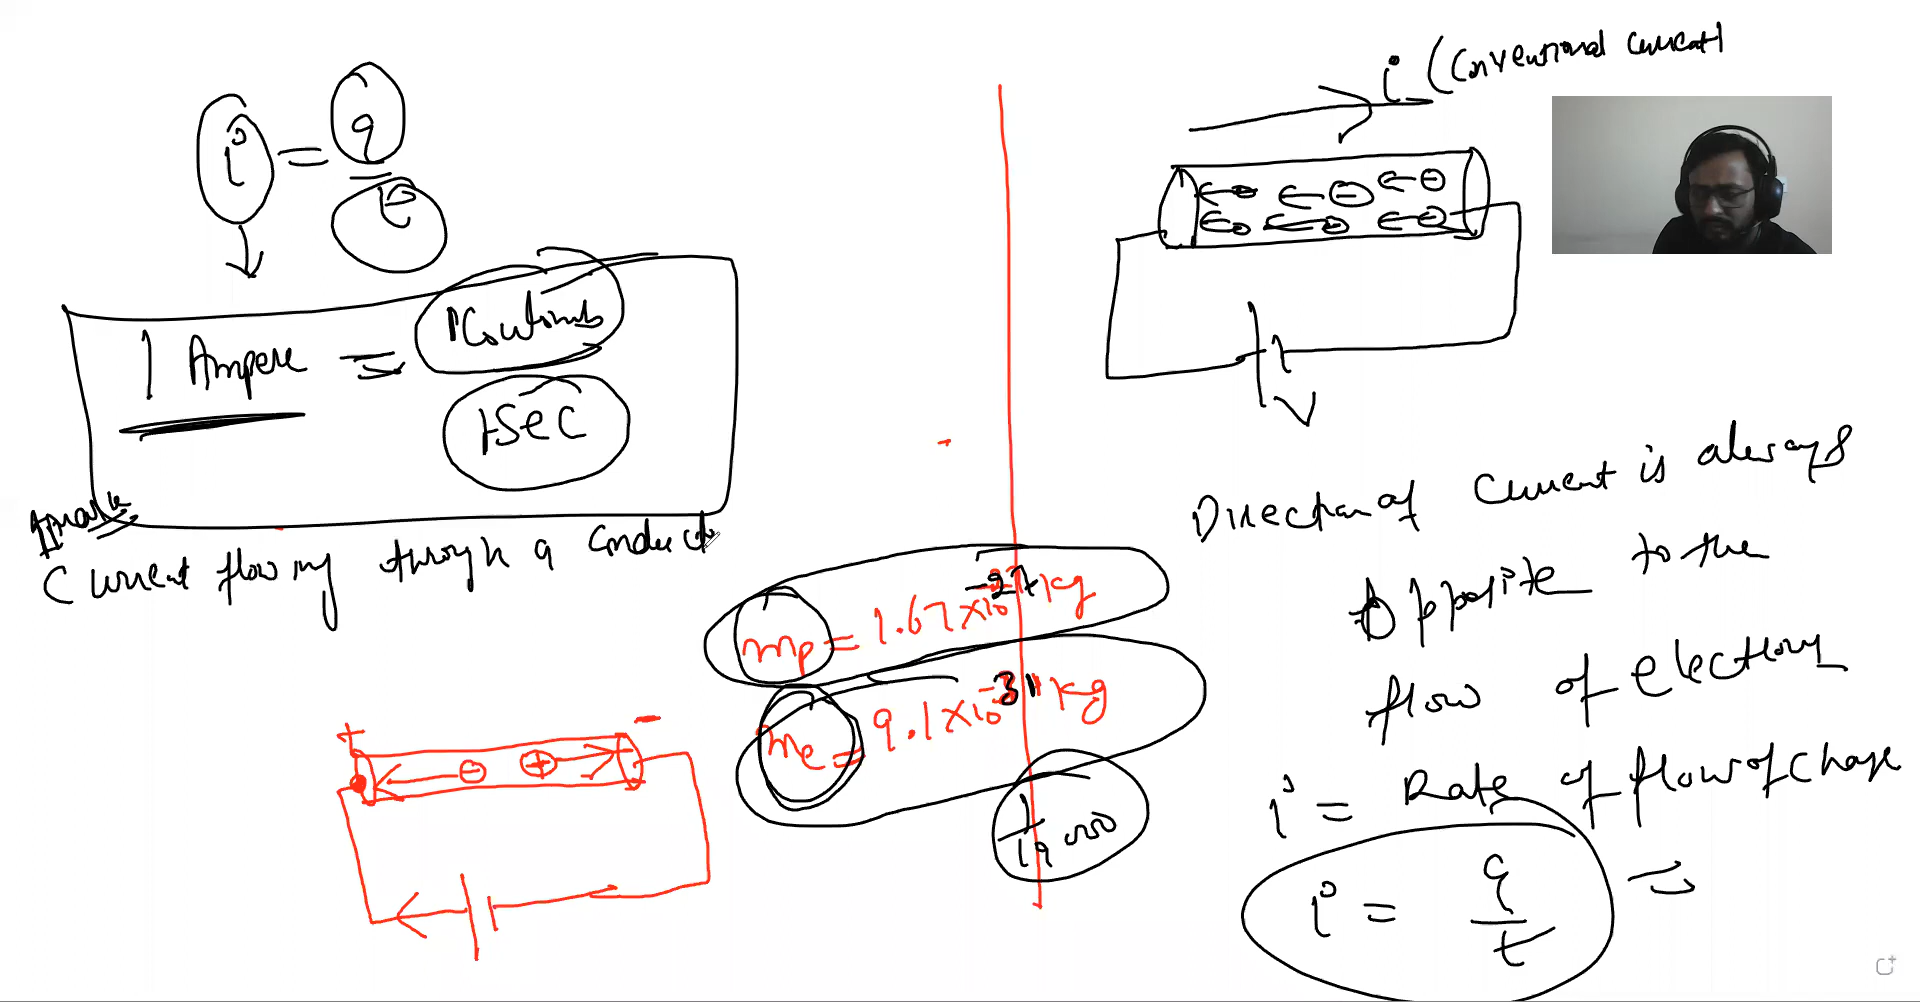 i = q / t
1 Ampere = 1 Coulomb / 1 Sec
Current flowing through a conduct
mp = 1.67 × 10^-27 kg
me = 9.1 × 10^-31 kg
+ -
- +
i (Conventional current)
V
Direction of Current is always
Opposite to the
flow of electrons
i = Rate of flow of charge
i = q / t =